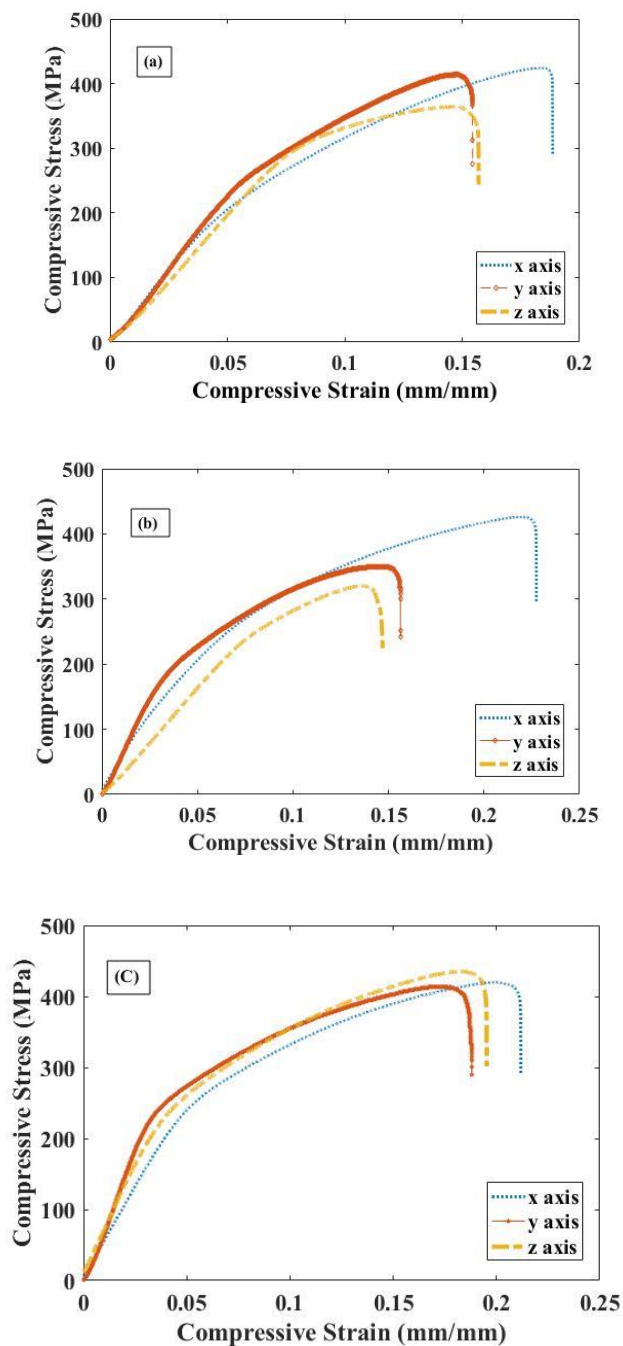 500
(a)
400
300
200
100
0
Compressive Stress (MPa)
x axis
y axis
z axis
0 0.05 0.1 0.15 0.2
Compressive Strain (mm/mm)
500
(b)
400
300
200
100
0
Compressive Stress (MPa)
x axis
y axis
z axis
0 0.05 0.1 0.15 0.2 0.25
Compressive Strain (mm/mm)
500
(C)
400
300
200
100
0
Compressive Stress (MPa)
x axis
y axis
z axis
0 0.05 0.1 0.15 0.2 0.25
Compressive Strain (mm/mm)